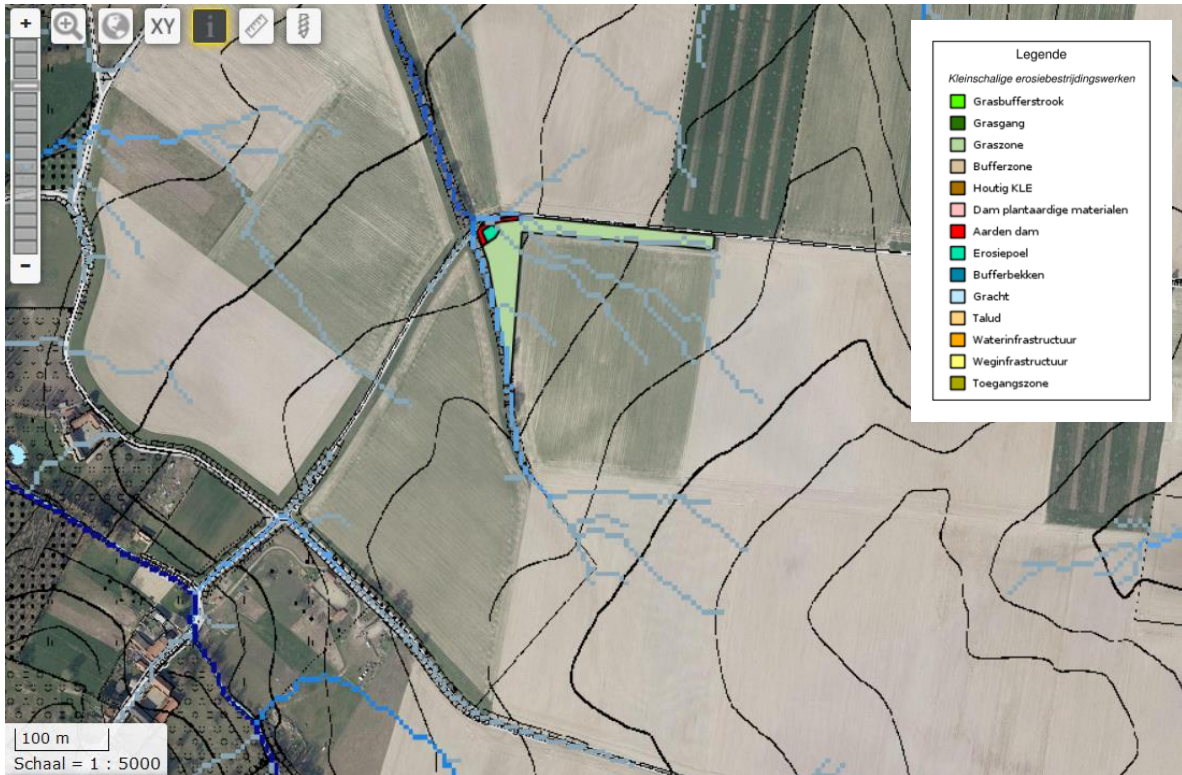 +
XY
i
-
Legende
Kleinschalige erosiebestrijdingswerken
Grasbufferstrook
Grasgang
Graszone
Bufferzone
Houtig KLE
Dam plantaardige materialen
Aarden dam
Erosiepoel
Bufferbekken
Gracht
Talud
Waterinfrastructuur
Weginfrastructuur
Toegangszone
100 m
Schaal = 1 : 5000